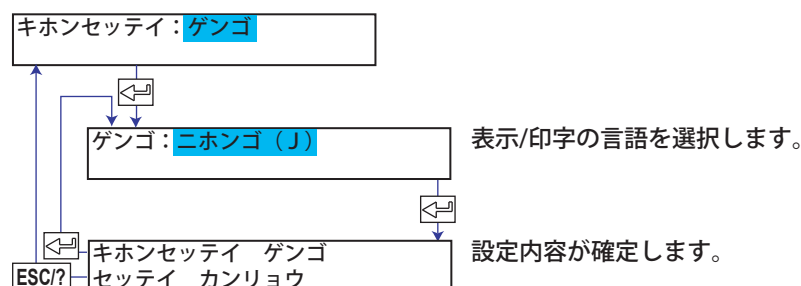 キホンセッテイ：ゲンゴ
ゲンゴ：ニホンゴ（J）
表示/印字の言語を選択します。
キホンセッテイ　ゲンゴ
設定内容が確定します。
ESC/?
セッテイ　カンリョウ